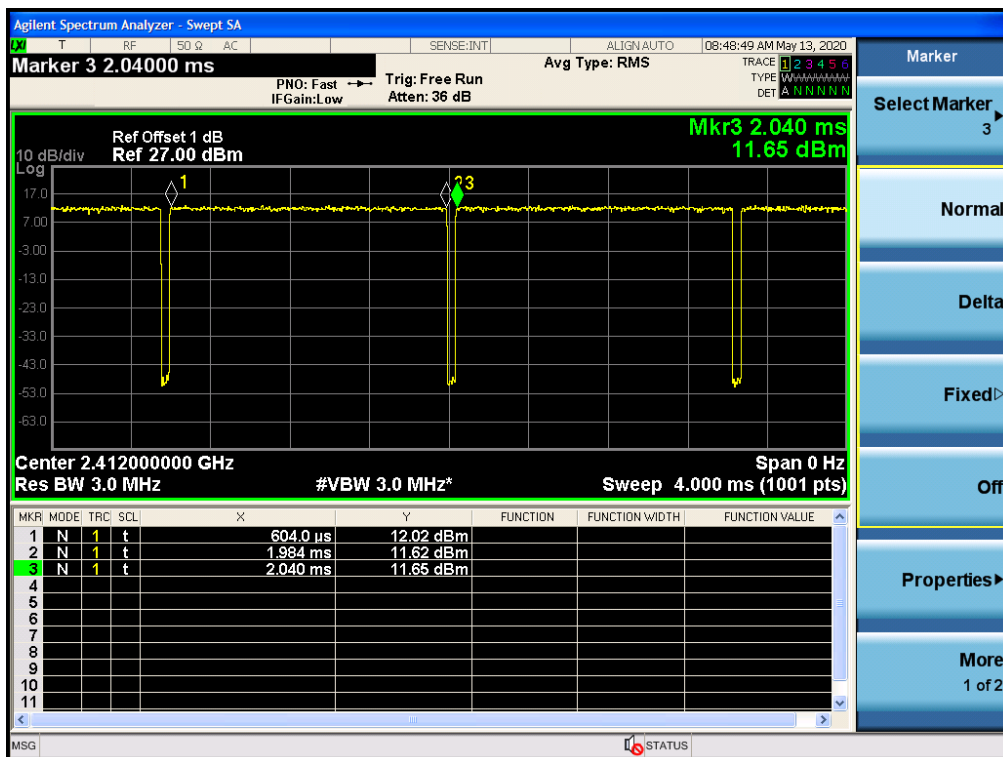 Agilent Spectrum Analyzer - Swept SA
LXI T RF 50 Ω AC SENSE:INT ALIGN AUTO 08:48:49 AM May 13, 2020
Marker 3 2.04000 ms
PNO: Fast
IFGain:Low
Trig: Free Run
Atten: 36 dB
Avg Type: RMS
TRACE 1 2 3 4 5 6
TYPE W
DET A N N N N N
Mkr3 2.040 ms
11.65 dBm
Ref Offset 1 dB
10 dB/div Ref 27.00 dBm
Log
1
2 3
17.0
7.00
-3.00
-13.0
-23.0
-33.0
-43.0
-53.0
-63.0
Center 2.412000000 GHz Span 0 Hz
Res BW 3.0 MHz #VBW 3.0 MHz* Sweep 4.000 ms (1001 pts)
MKR MODE TRC SCL X Y FUNCTION FUNCTION WIDTH FUNCTION VALUE
1 N 1 t 604.0 µs 12.02 dBm
2 N 1 t 1.984 ms 11.62 dBm
3 N 1 t 2.040 ms 11.65 dBm
4
5
6
7
8
9
10
11
MSG STATUS
Marker
Select Marker
3
Normal
Delta
Fixed
Off
Properties
More
1 of 2